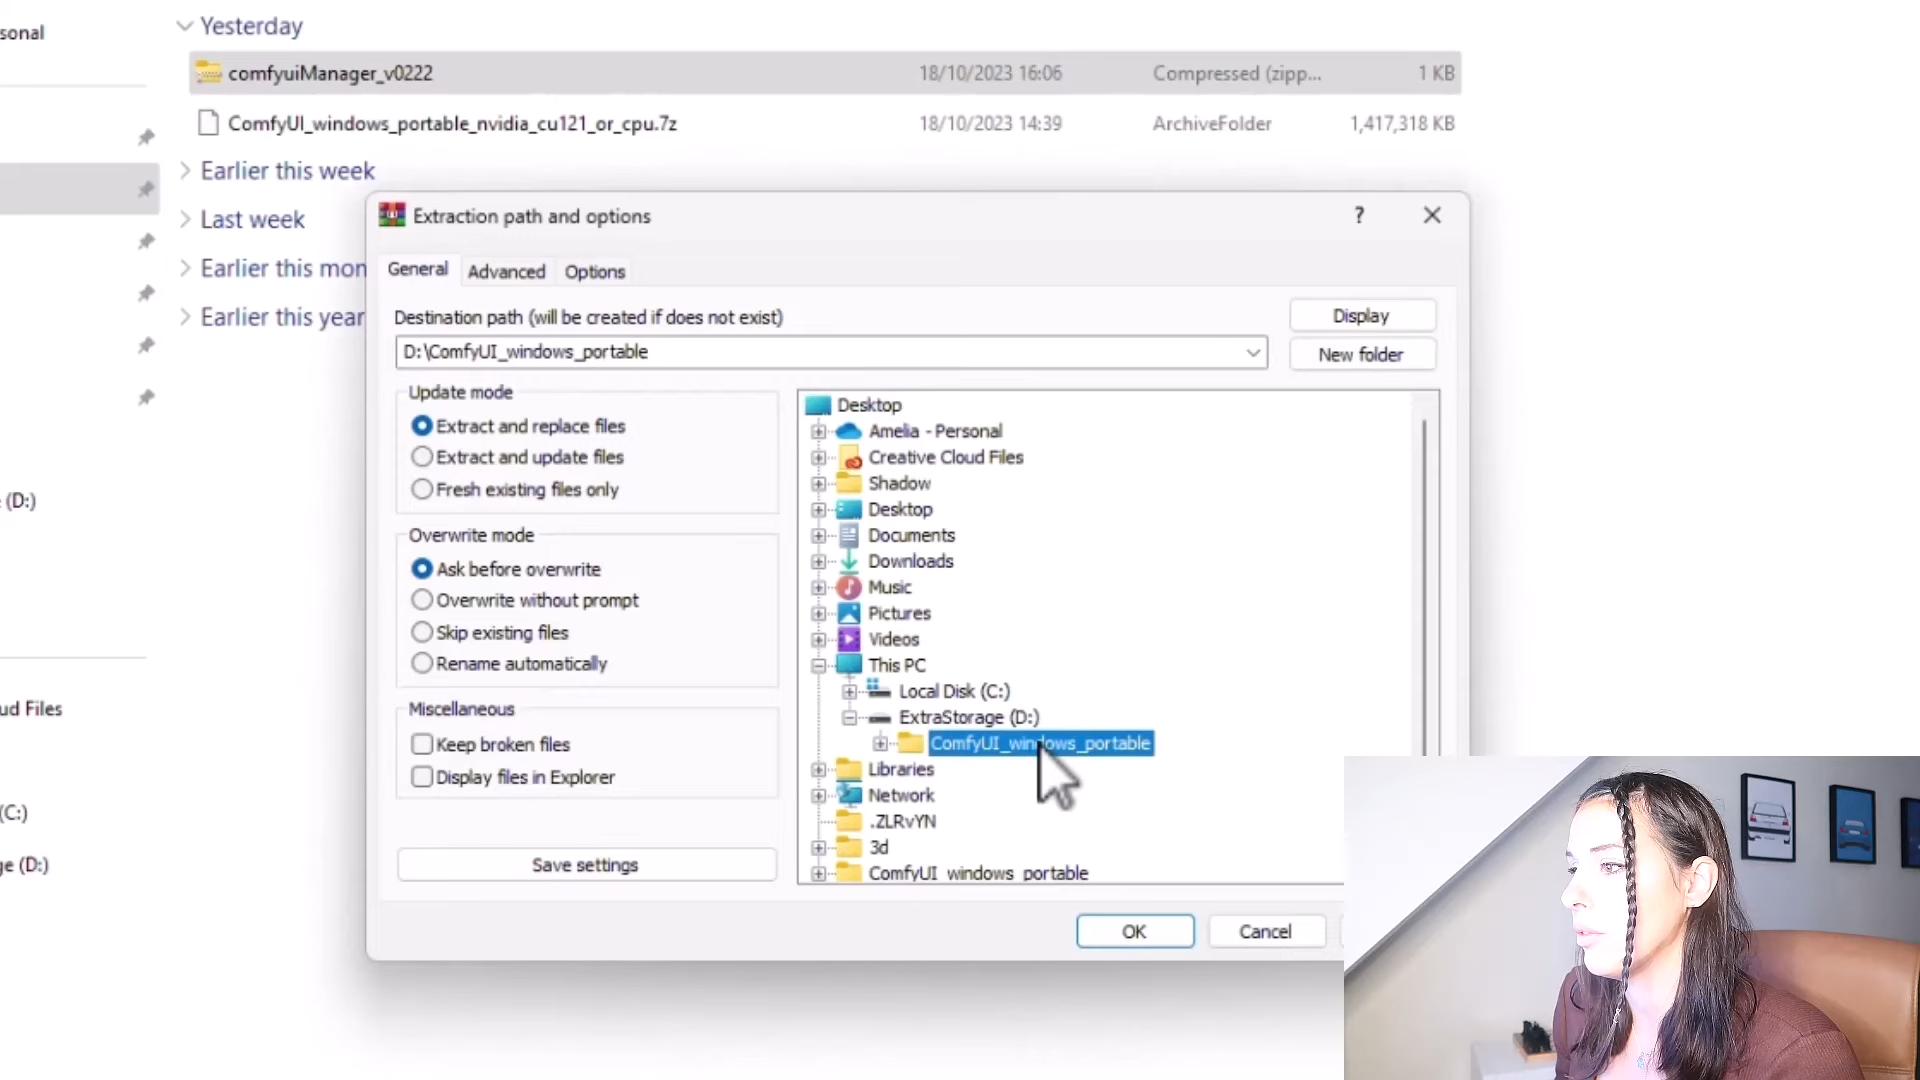 sonal
Yesterday
comfyuiManager_v0222 18/10/2023 16:06 Compressed (zipp... 1 KB
ComfyUI_windows_portable_nvidia_cu121_or_cpu.7z 18/10/2023 14:39 ArchiveFolder 1,417,318 KB
Earlier this week
Last week
Earlier this mon
Earlier this year
(D:)
ud Files
(C:)
ge (D:)
Extraction path and options
?
General Advanced Options
Destination path (will be created if does not exist)
D:\ComfyUI_windows_portable
Display
New folder
Update mode
Extract and replace files
Extract and update files
Fresh existing files only
Overwrite mode
Ask before overwrite
Overwrite without prompt
Skip existing files
Rename automatically
Miscellaneous
Keep broken files
Display files in Explorer
Save settings
Desktop
Amelia - Personal
Creative Cloud Files
Shadow
Desktop
Documents
Downloads
Music
Pictures
Videos
This PC
Local Disk (C:)
ExtraStorage (D:)
ComfyUI_windows_portable
Libraries
Network
.ZLRvYN
3d
ComfyUI_windows_portable
OK
Cancel